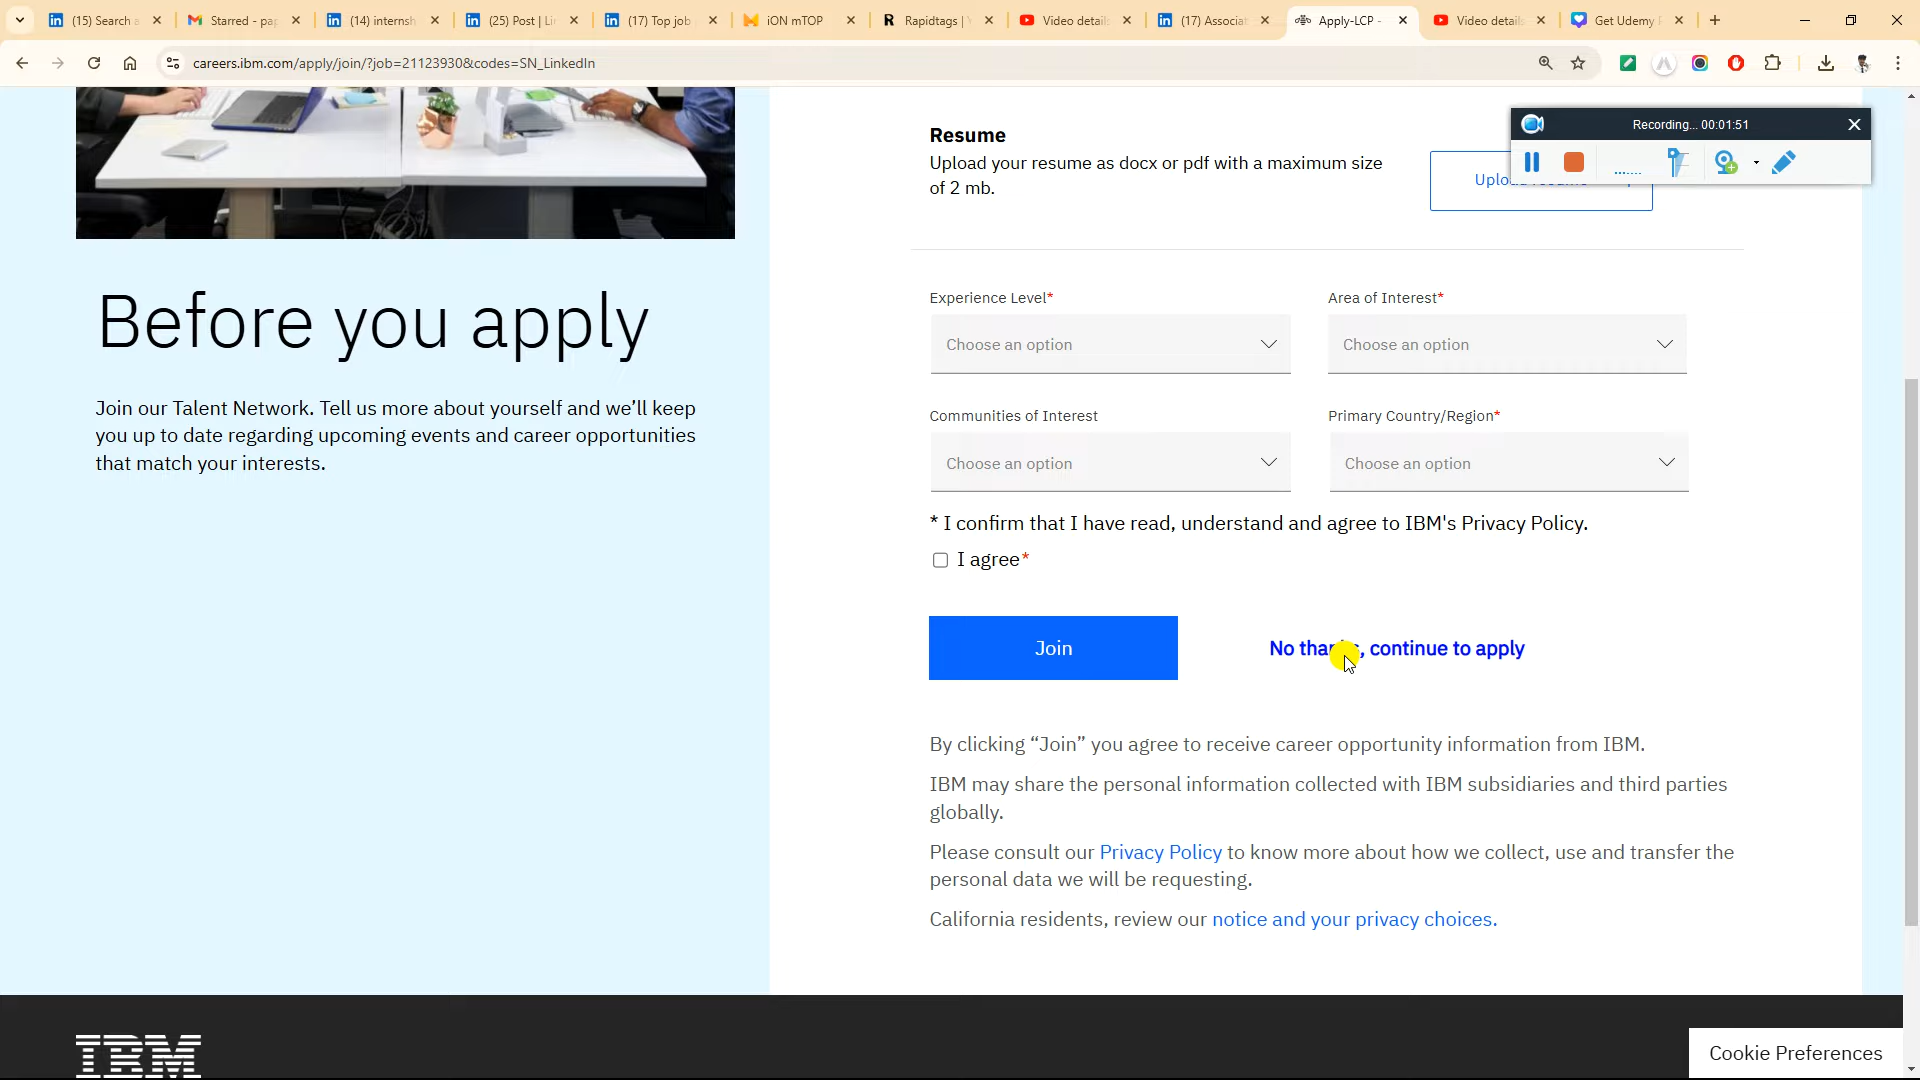 (15) Search a
Starred - pap
(14) internsh
(25) Post | Li
(17) Top job
iON mTOP
Rapidtags | Y
Video detail
(17) Associat
Apply-LCP -
Video detail
Get Udemy F
careers.ibm.com/apply/join/?job=21123930&codes=SN_LinkedIn
Recording... 00:01:51
Resume
Upload your resume as docx or pdf with a maximum size
of 2 mb.
Experience Level*
Area of Interest*
Choose an option
Choose an option
Communities of Interest
Primary Country/Region*
Choose an option
Choose an option
* I confirm that I have read, understand and agree to IBM's Privacy Policy.
I agree*
Join
No thanks, continue to apply
By clicking “Join” you agree to receive career opportunity information from IBM.
IBM may share the personal information collected with IBM subsidiaries and third parties
globally.
Please consult our Privacy Policy to know more about how we collect, use and transfer the
personal data we will be requesting.
California residents, review our notice and your privacy choices.
Before you apply
Join our Talent Network. Tell us more about yourself and we’ll keep
you up to date regarding upcoming events and career opportunities
that match your interests.
IBM
Cookie Preferences